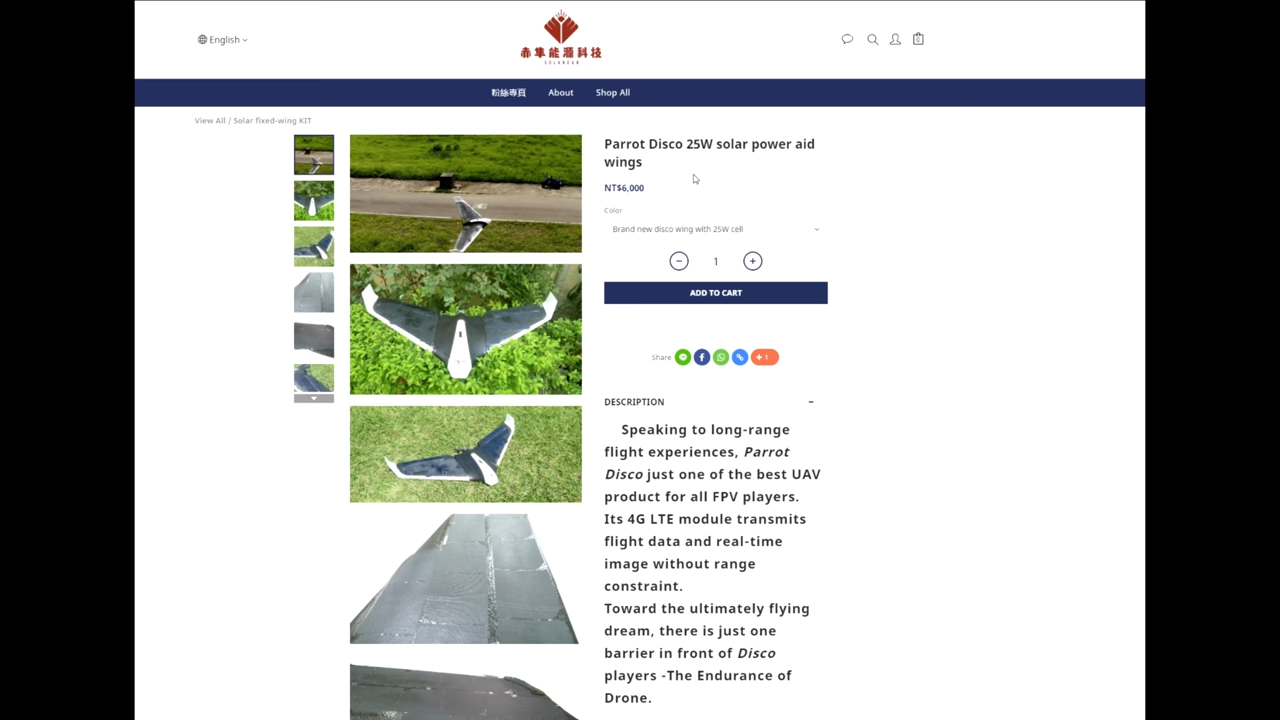 English
赤隼能源科技
SOLARGAN
粉絲專頁 About Shop All
View All / Solar fixed-wing KIT
Parrot Disco 25W solar power aid
wings
NT$6,000
Color
Brand new disco wing with 25W cell
1
ADD TO CART
Share
DESCRIPTION
Speaking to long-range
flight experiences, Parrot
Disco just one of the best UAV
product for all FPV players.
Its 4G LTE module transmits
flight data and real-time
image without range
constraint.
Toward the ultimately flying
dream, there is just one
barrier in front of Disco
players -The Endurance of
Drone.